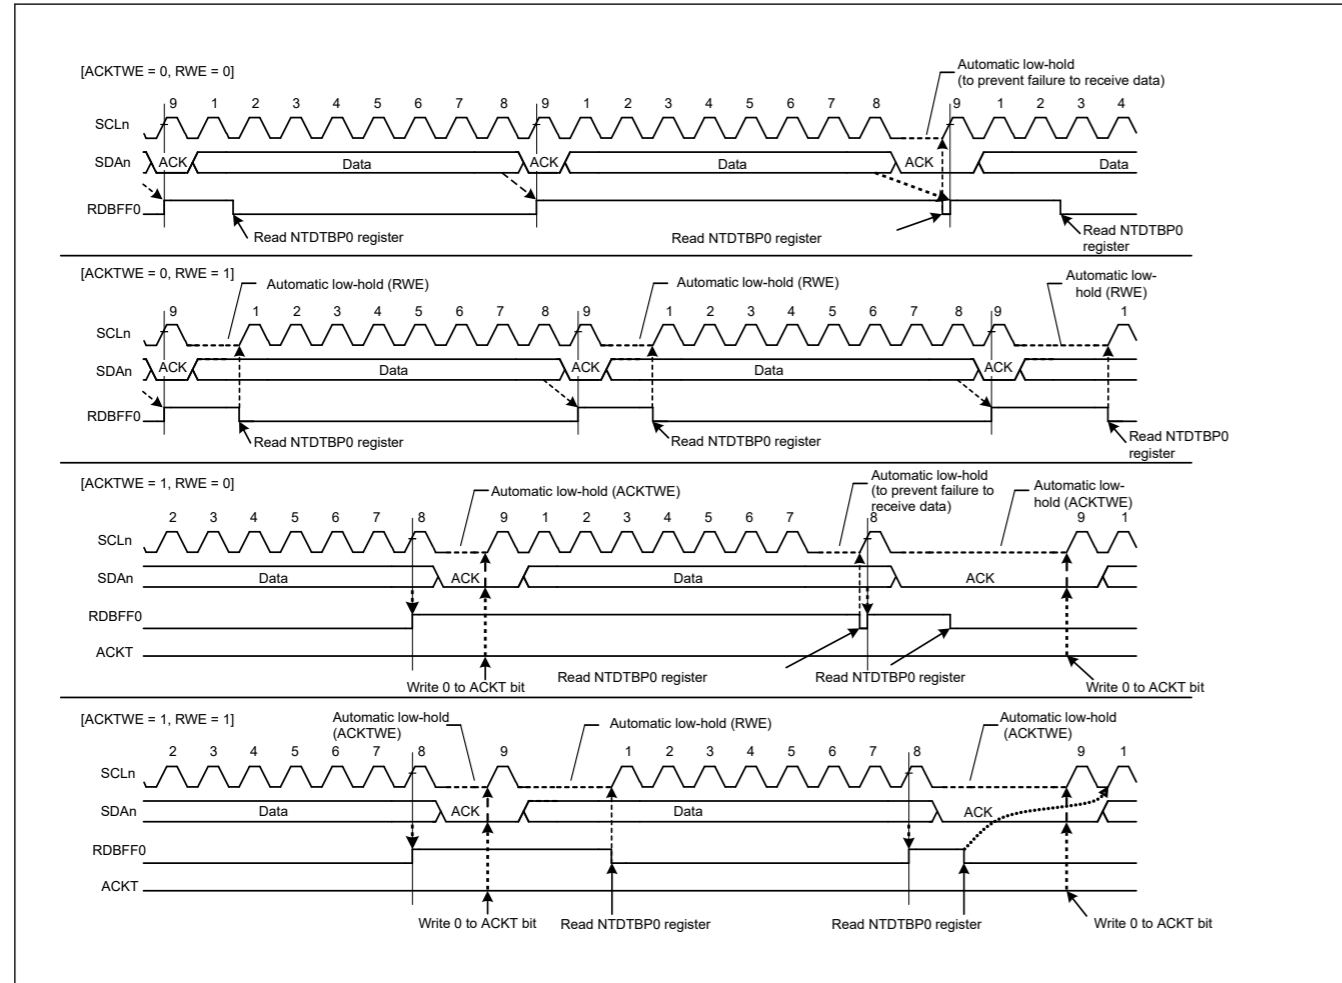 [ACKTWE = 0, RWE = 0]
Automatic low-hold
(to prevent failure to receive data)
9 1 2 3 4 5 6 7 8 9 1 2 3 4 5 6 7 8 9 1 2 3 4
SCLn
SDAn ACK Data ACK Data ACK Data
RDBFF0
Read NTDTBP0 register
Read NTDTBP0 register
Read NTDTBP0
register
[ACKTWE = 0, RWE = 1]
Automatic low-hold (RWE)
Automatic low-hold (RWE)
Automatic low-
hold (RWE)
9 1 2 3 4 5 6 7 8 9 1 2 3 4 5 6 7 8 9 1
SCLn
SDAn ACK Data ACK Data ACK
RDBFF0
Read NTDTBP0 register
Read NTDTBP0 register
Read NTDTBP0
register
[ACKTWE = 1, RWE = 0]
Automatic low-hold (ACKTWE)
Automatic low-hold
(to prevent failure to
receive data)
Automatic low-
hold (ACKTWE)
2 3 4 5 6 7 8 9 1 2 3 4 5 6 7 8 9 1
SCLn
SDAn Data ACK Data ACK
RDBFF0
ACKT
Write 0 to ACKT bit
Read NTDTBP0 register
Read NTDTBP0 register
Write 0 to ACKT bit
[ACKTWE = 1, RWE = 1]
Automatic low-hold
(ACKTWE)
Automatic low-hold (RWE)
Automatic low-hold
(ACKTWE)
2 3 4 5 6 7 8 9 1 2 3 4 5 6 7 8 9 1
SCLn
SDAn Data ACK Data ACK
RDBFF0
ACKT
Write 0 to ACKT bit
Read NTDTBP0 register
Read NTDTBP0 register
Write 0 to ACKT bit